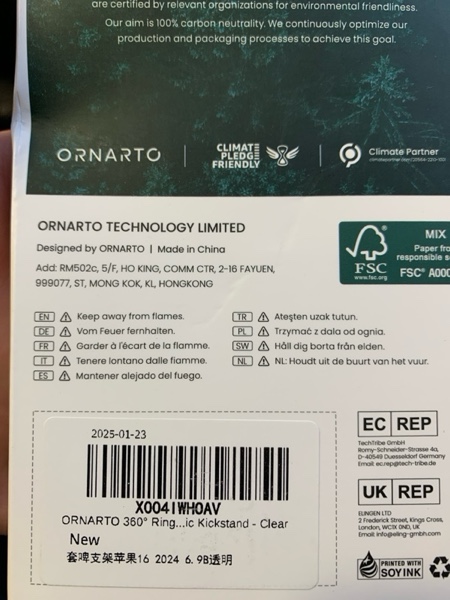 are certified by relevant organizations for environmental friendliness.
Our aim is 100% carbon neutrality. We continuously optimize our
production and packaging processes to achieve this goal.
ORNARTO
CLIMATE
PLEDGE
FRIENDLY
Climate Partner
ORNARTO TECHNOLOGY LIMITED
Designed by ORNARTO | Made in China
Add: RM502c, 5/F, HO KING, COMM CTR, 2-16 FAYUEN,
999077, ST, MONG KOK, KL, HONGKONG
FSC
www.fsc.org
MIX
Paper fro
responsible s
FSC® A000
EN Keep away from flames.
DE Vom Feuer fernhalten.
FR Garder à l'écart de la flamme.
IT Tenere lontano dalle fiamme.
ES Mantener alejado del fuego.
TR Ateşten uzak tutun.
PL Trzymać z dala od ognia.
SW Håll dig borta från elden.
NL NL: Houdt uit de buurt van het vuur.
2025-01-23
X004IWH0AV
ORNARTO 360° Ring...ic Kickstand - Clear
New
套啤支架苹果16 2024 6.9B透明
EC REP
TechTribe GmbH
Romy-Schneider-Strasse 4a,
D-40549 Duesseldorf Germany
Email: ecrep@tech-tribe.de
UK REP
ELINGEN LTD
2 Frederick Street, Kings Cross,
London, WC1X 0ND, UK
Email: info@eling-gmbh.com
PRINTED WITH
SOY INK